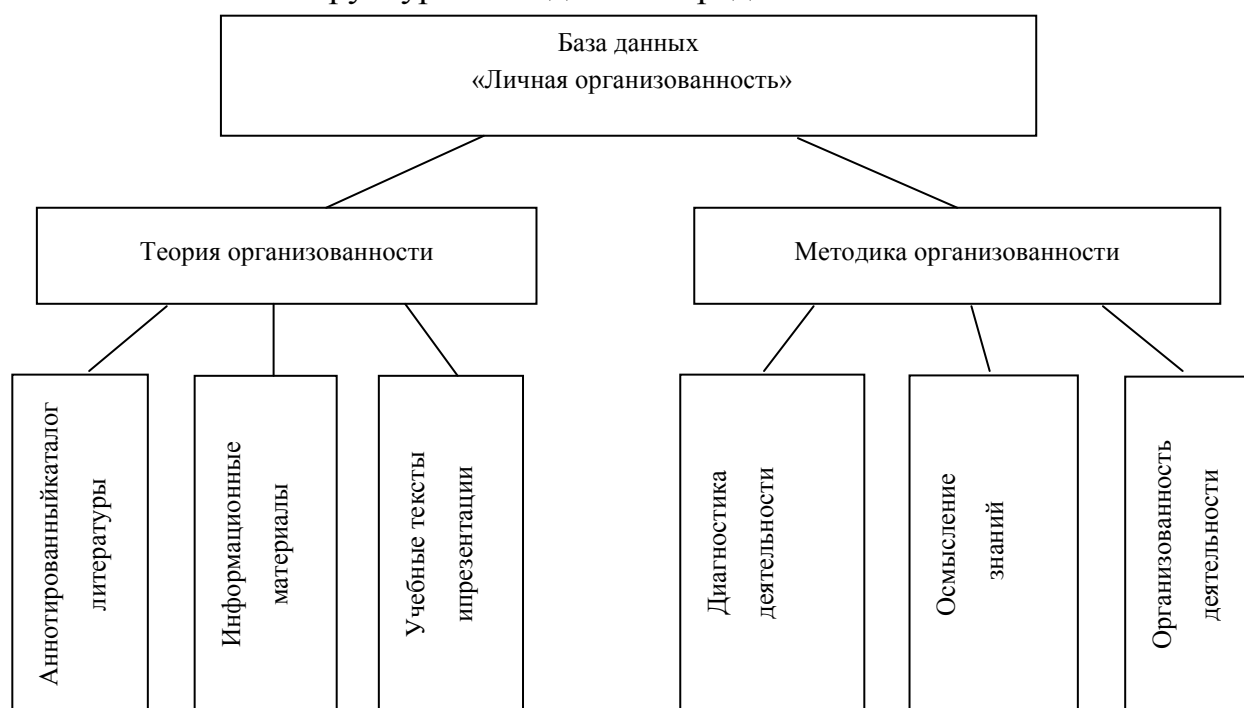 База данных
«Личная организованность»
Теория организованности
Методика организованности
Аннотированныйкаталог
литературы
Информационные
материалы
Учебные тексты
ипрезентации
Диагностика
деятельности
Осмысление
знаний
Организованность
деятельности